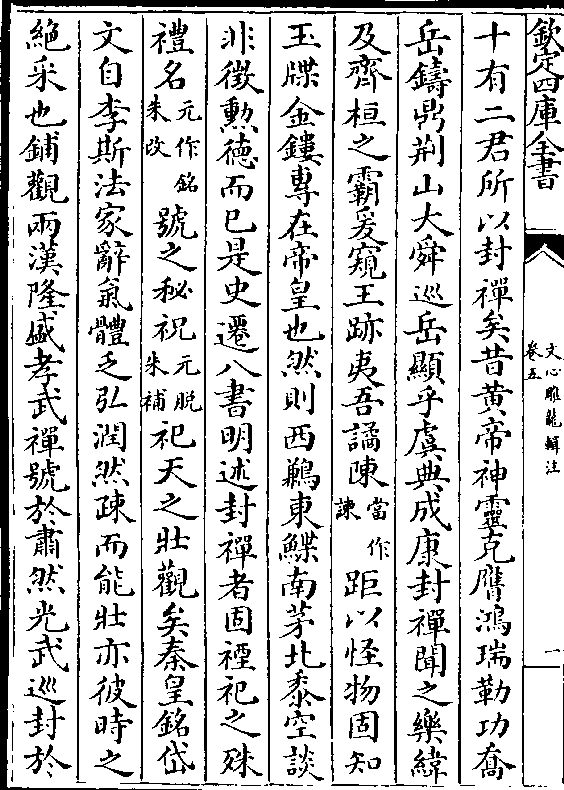 欽定四庫全書
文心雕龍輯注
卷五
一
十有二君所以封禪矣昔黄帝神靈克膺鴻瑞勒功喬
岳鑄鼎荆山大舜巡岳顯乎虞典成康封禪聞之樂緯
及齊桓之霸爰窺王跡夷吾譎陳當作諫距以怪物固知
玉牒金鏤專在帝皇也然則西鶼東鰈南茅北黍空談
非徵勲德而已是史遷八書明述封禪者固禋祀之殊
禮名元作銘朱改號之秘祝元脱朱補祀天之壯觀矣秦皇銘岱
文自李斯法家辭氣體乏弘潤然疎而能壯亦彼時之
絶采也鋪觀兩漢隆盛孝武禪號於肅然光武巡封於